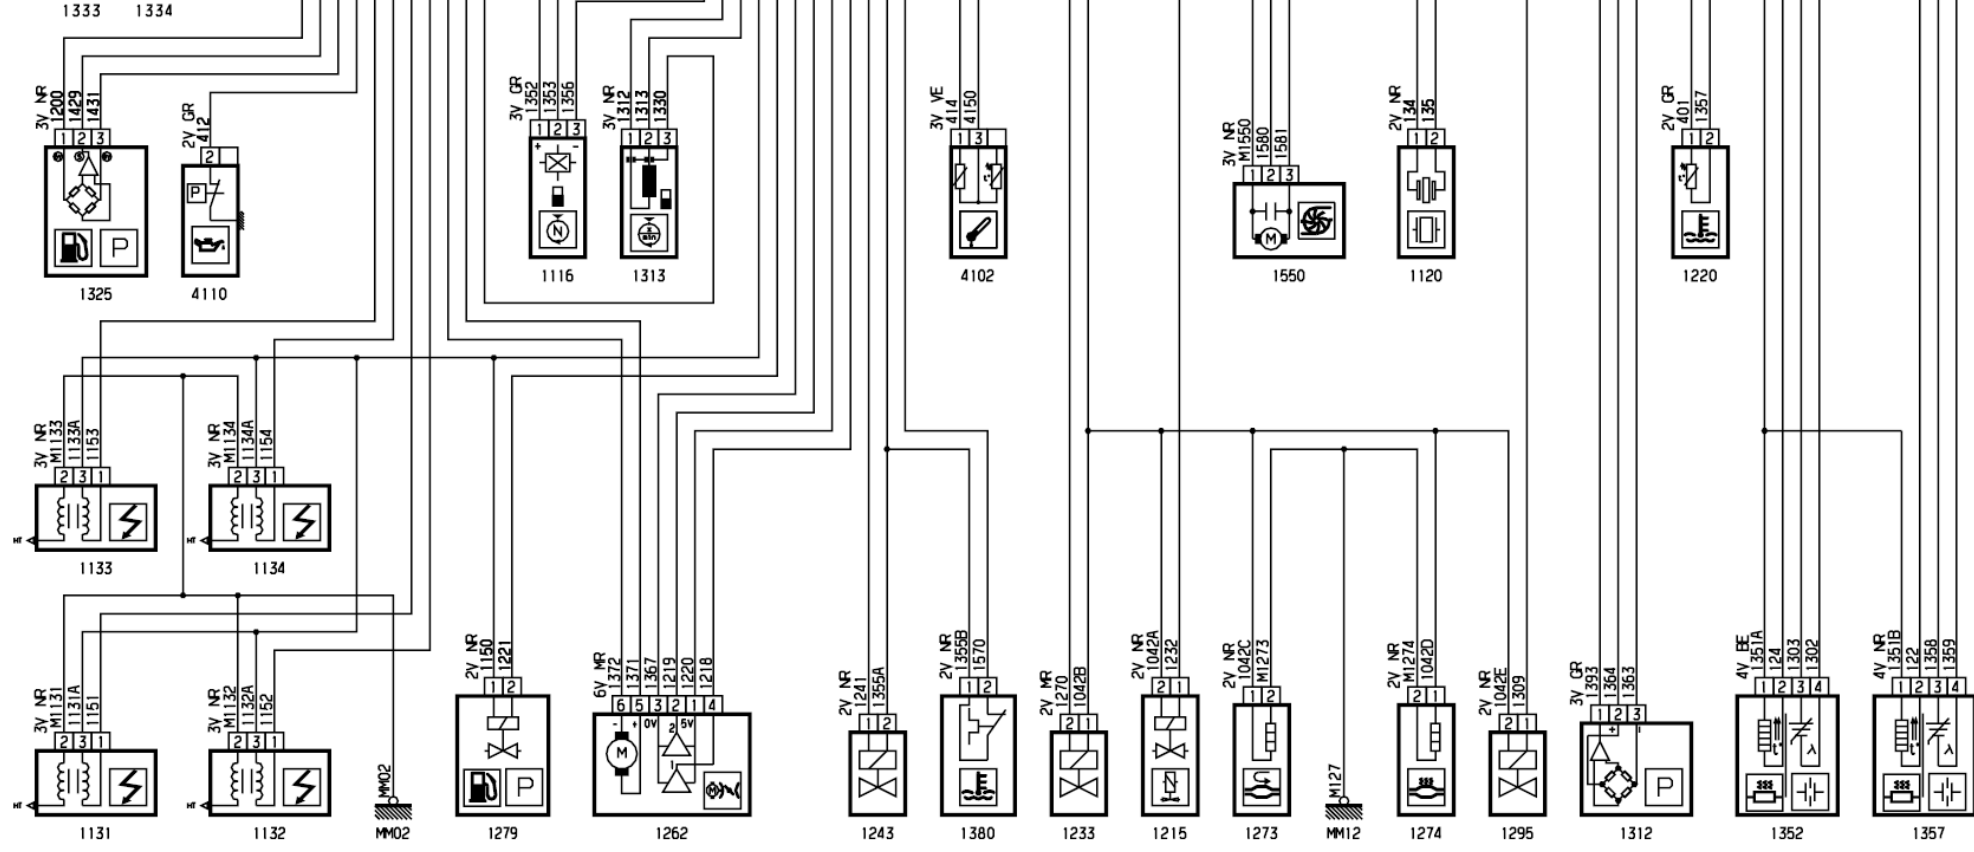 1333 1334
3V NR 1200 1429 1431
1 2 3
P
1325
2V GR 412
2
P
4110
3V GR 1352 1353 1356
1 2 3
+ -
N
1116
3V NR 1312 1313 1330
1 2 3
1313
3V VE 414 4150
1 3
4102
3V NR M1550 1580 1581
1 2 3
M
1550
2V NR 134 135
1 2
1120
2V GR 401 1357
1 2
1220
3V NR M1133 1133A 1153
2 3 1
HT
1133
3V NR M1134 1134A 1154
2 3 1
HT
1134
3V NR M1131 1131A 1151
2 3 1
HT
1131
3V NR M1132 1132A 1152
2 3 1
HT
1132
MM02
MM02
2V NR 1150 1221
1 2
P
1279
6V MR 1372 1371 1367 1219 1220 1218
6 5 3 2 1 4
- + 0V 2 5V
M 1
M
1262
2V NR 1241 1355A
1 2
1243
2V NR 1355B 1570
1 2
1380
2V MR 1270 1042B
2 1
1233
2V NR 1042A 1232
2 1
1215
2V NR 1042C M1273
1 2
1273
M127
MM12
2V NR M1274 1042D
2 1
1274
2V NR 1042E 1309
2 1
1295
3V GR 1393 1364 1363
1 2 3
+
P
1312
4V BE 1351A 124 1303 1302
1 2 3 4
t° λ
1352
4V NR 1351B 122 1358 1359
1 2 3 4
t° λ
1357